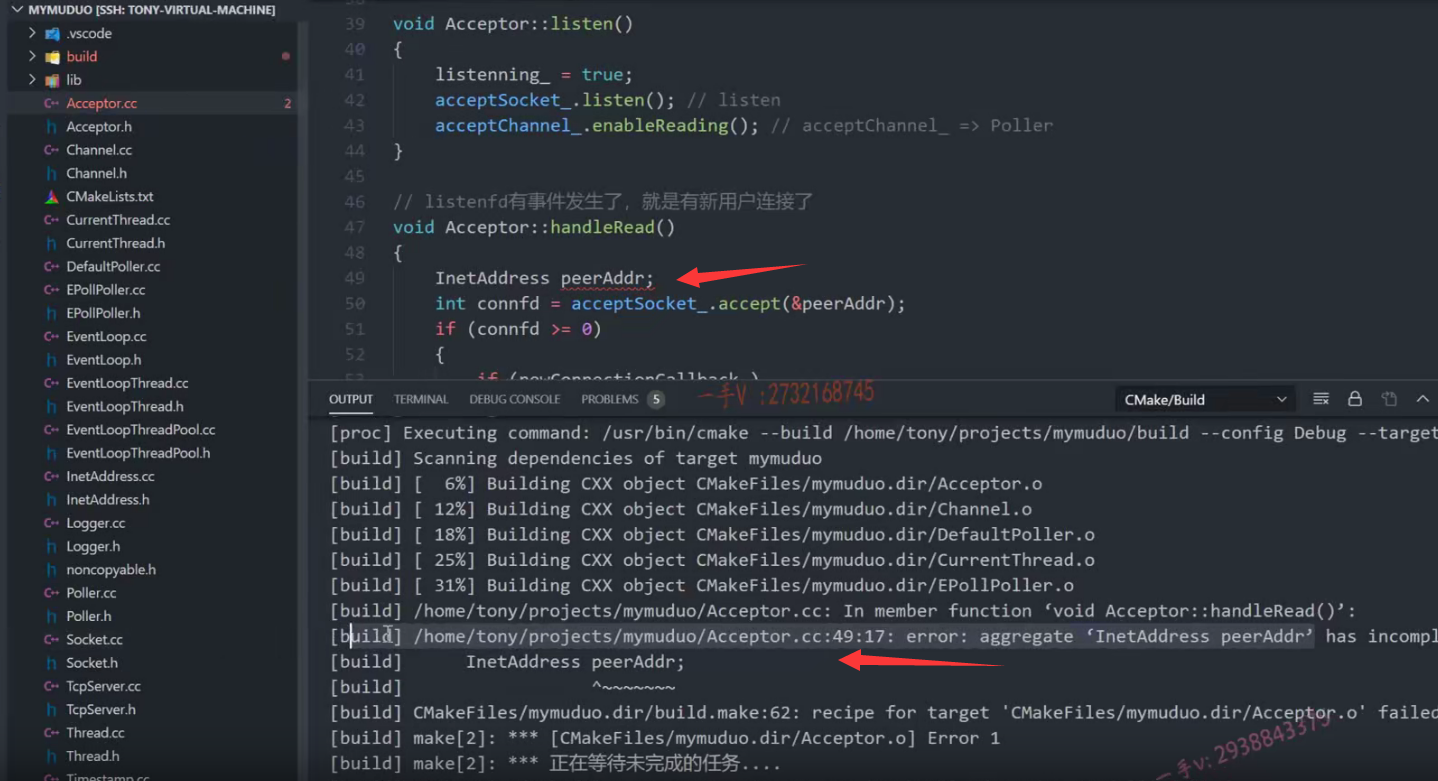 MYMUDUO [SSH: TONY-VIRTUAL-MACHINE]
.vscode
build
lib
Acceptor.cc 2
Acceptor.h
Channel.cc
Channel.h
CMakeLists.txt
CurrentThread.cc
CurrentThread.h
DefaultPoller.cc
EPollPoller.cc
EPollPoller.h
EventLoop.cc
EventLoop.h
EventLoopThread.cc
EventLoopThread.h
EventLoopThreadPool.cc
EventLoopThreadPool.h
InetAddress.cc
InetAddress.h
Logger.cc
Logger.h
noncopyable.h
Poller.cc
Poller.h
Socket.cc
Socket.h
TcpServer.cc
TcpServer.h
Thread.cc
Thread.h
Timestamp.cc
39 void Acceptor::listen()
40 {
41 listenning_ = true;
42 acceptSocket_.listen(); // listen
43 acceptChannel_.enableReading(); // acceptChannel_ => Poller
44 }
45
46 // listenfd有事件发生了，就是有新用户连接了
47 void Acceptor::handleRead()
48 {
49 InetAddress peerAddr;
50 int connfd = acceptSocket_.accept(&peerAddr);
51 if (connfd >= 0)
52 {
53 if (newConnectionCallback_)
OUTPUT TERMINAL DEBUG CONSOLE PROBLEMS 5 CMake/Build
一手V :2732168745
[proc] Executing command: /usr/bin/cmake --build /home/tony/projects/mymuduo/build --config Debug --target
[build] Scanning dependencies of target mymuduo
[build] [  6%] Building CXX object CMakeFiles/mymuduo.dir/Acceptor.o
[build] [ 12%] Building CXX object CMakeFiles/mymuduo.dir/Channel.o
[build] [ 18%] Building CXX object CMakeFiles/mymuduo.dir/DefaultPoller.o
[build] [ 25%] Building CXX object CMakeFiles/mymuduo.dir/CurrentThread.o
[build] [ 31%] Building CXX object CMakeFiles/mymuduo.dir/EPollPoller.o
[build] /home/tony/projects/mymuduo/Acceptor.cc: In member function ‘void Acceptor::handleRead()’:
[build] /home/tony/projects/mymuduo/Acceptor.cc:49:17: error: aggregate ‘InetAddress peerAddr’ has incompl
[build] InetAddress peerAddr;
[build] ^~~~~~~~
[build] CMakeFiles/mymuduo.dir/build.make:62: recipe for target 'CMakeFiles/mymuduo.dir/Acceptor.o' failed
[build] make[2]: *** [CMakeFiles/mymuduo.dir/Acceptor.o] Error 1
[build] make[2]: *** 正在等待未完成的任务....
一手v:2938843375